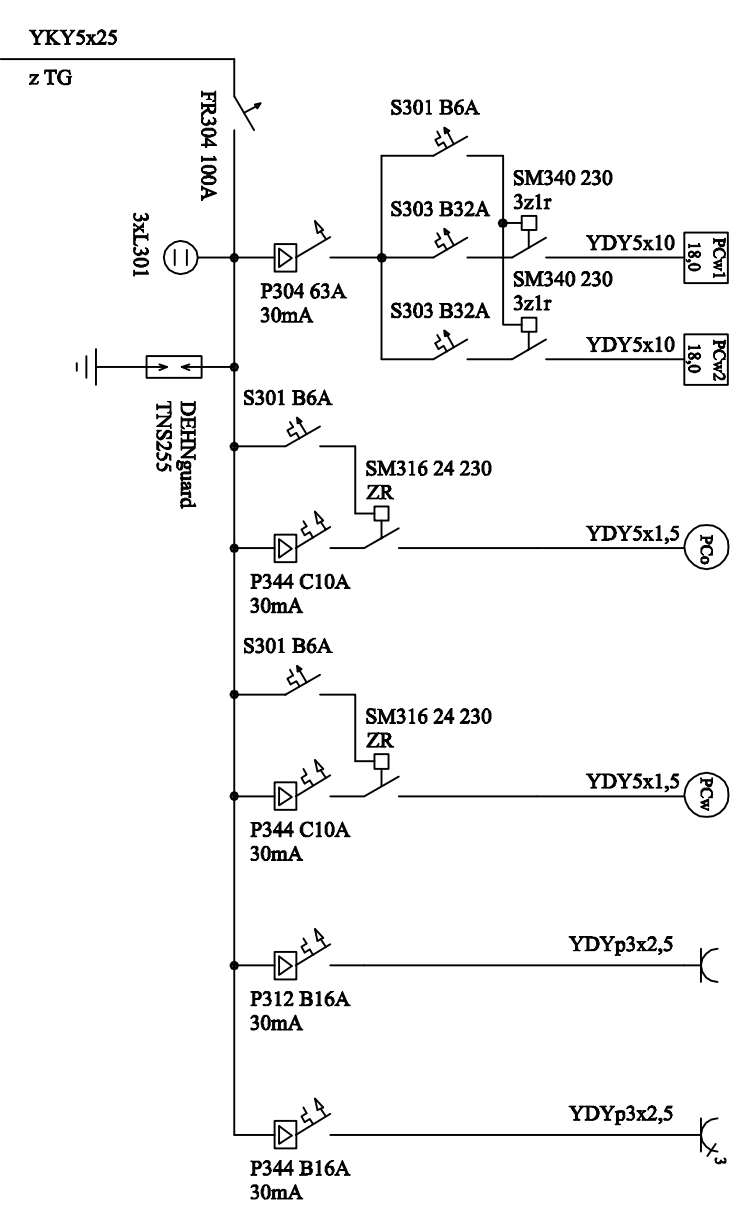 YKY5x25
z TG
FR304 100A
S301 B6A
SM340 230
3z1r
S303 B32A
3xL301
YDY5x10
PCw1
18,0
P304 63A
30mA
SM340 230
3z1r
S303 B32A
YDY5x10
PCw2
18,0
DEHNguard
TNS255
S301 B6A
SM316 24 230
ZR
YDY5x1,5
PCo
P344 C10A
30mA
S301 B6A
SM316 24 230
ZR
YDY5x1,5
PCw
P344 C10A
30mA
YDYp3x2,5
P312 B16A
30mA
YDYp3x2,5
3
P344 B16A
30mA